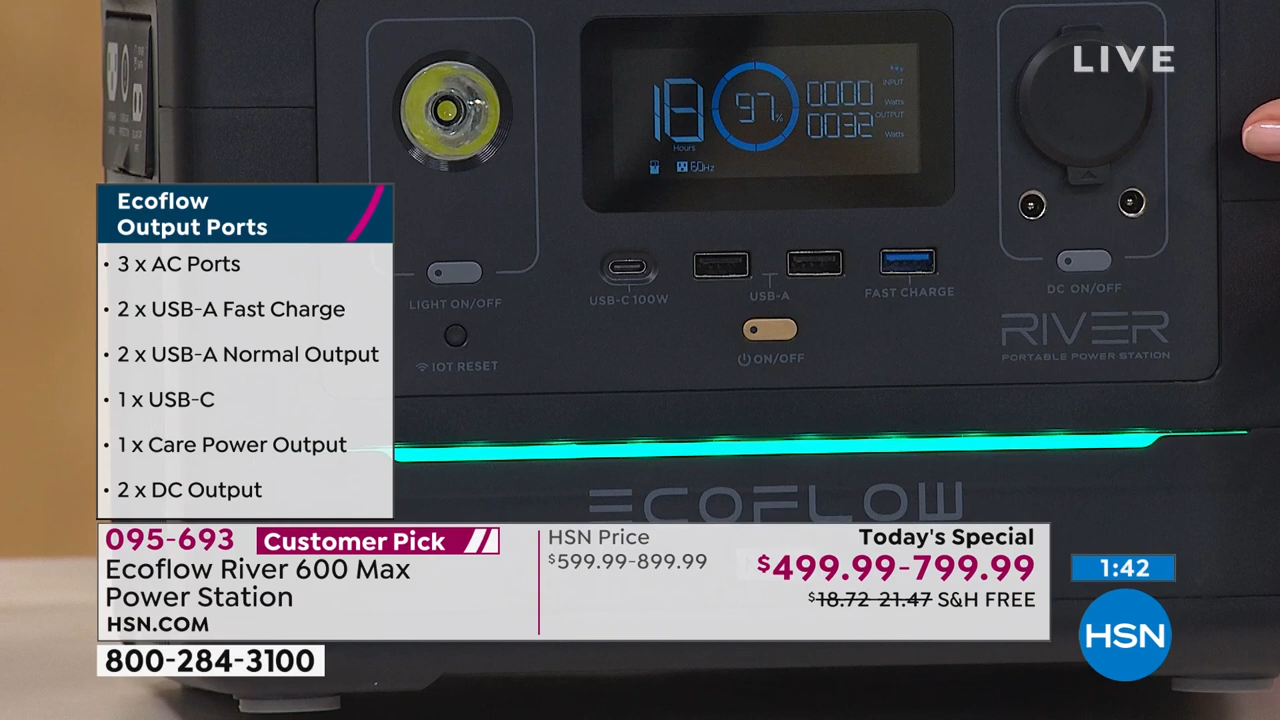 LIVE
18
Hours
97%
0000
INPUT
Watts
0032
OUTPUT
Watts
60Hz
LIGHT ON/OFF
IOT RESET
USB-C 100W
USB-A
FAST CHARGE
ON/OFF
DC ON/OFF
RIVER
PORTABLE POWER STATION
ECOFLOW
Ecoflow
Output Ports
• 3 x AC Ports
• 2 x USB-A Fast Charge
• 2 x USB-A Normal Output
• 1 x USB-C
• 1 x Care Power Output
• 2 x DC Output
095-693 Customer Pick
Ecoflow River 600 Max
Power Station
HSN.COM
HSN Price
$599.99-899.99
Today's Special
$499.99-799.99
$18.72-21.47 S&H FREE
1:42
HSN
800-284-3100